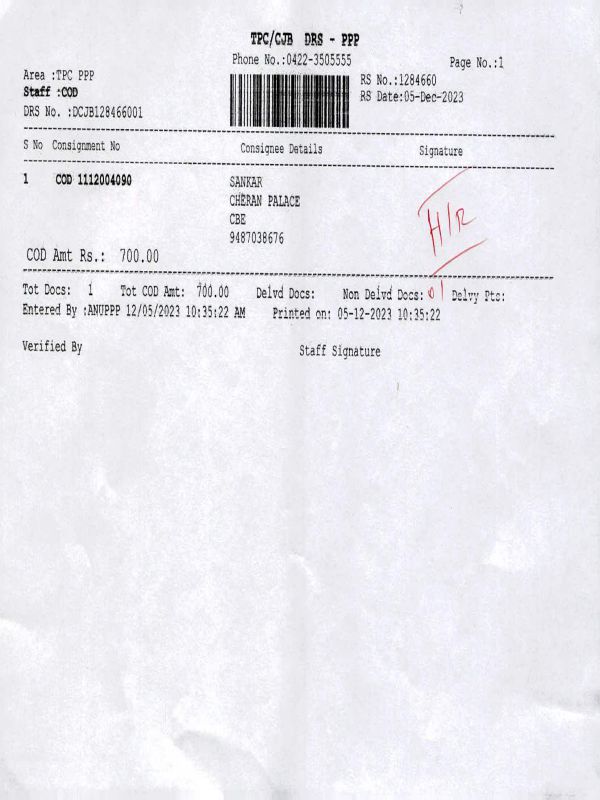 TPC/CJB DRS - PPP
Phone No.:0422-3505555
Page No.:1
Area :TPC PPP
RS No.:1284660
Staff :COD
RS Date:05-Dec-2023
DRS No. :DCJB128466001
S No Consignment No Consignee Details Signature
1 COD 1112004090 SANKAR
CHERAN PALACE
CBE
9487038676
H/R
COD Amt Rs.: 700.00
Tot Docs: 1 Tot COD Amt: 700.00 Delvd Docs: Non Delvd Docs: 01 Delvy Pts:
Entered By :ANUPPP 12/05/2023 10:35:22 AM Printed on: 05-12-2023 10:35:22
Verified By Staff Signature